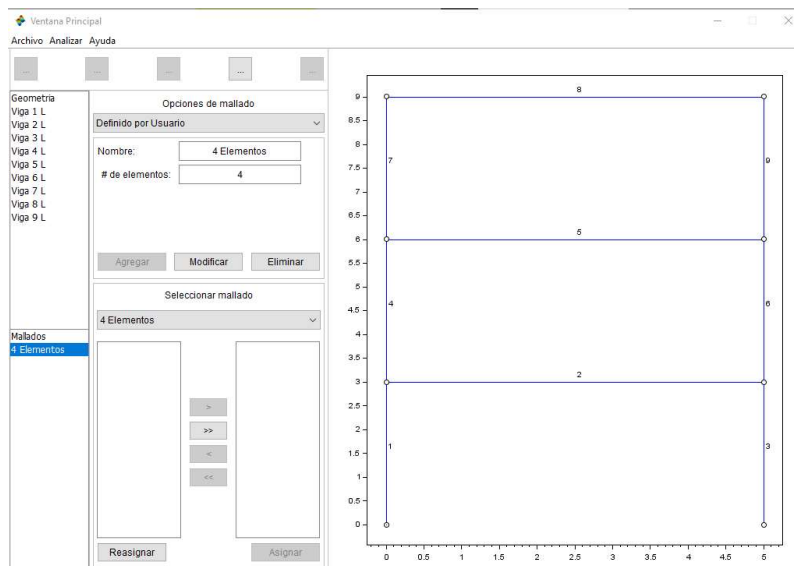 Ventana Principal
Archivo Analizar Ayuda
... ... ... ... ...
Geometria
Viga 1 L
Viga 2 L
Viga 3 L
Viga 4 L
Viga 5 L
Viga 6 L
Viga 7 L
Viga 8 L
Viga 9 L
Mallados
4 Elementos
Opciones de mallado
Definido por Usuario
Nombre: 4 Elementos
# de elementos: 4
Agregar Modificar Eliminar
Seleccionar mallado
4 Elementos
>
>>
<
<<
Reasignar Asignar
9
8.5
8
7.5
7
6.5
6
5.5
5
4.5
4
3.5
3
2.5
2
1.5
1
0.5
0
8
7 9
5
4 6
2
1 3
0 0.5 1 1.5 2 2.5 3 3.5 4 4.5 5